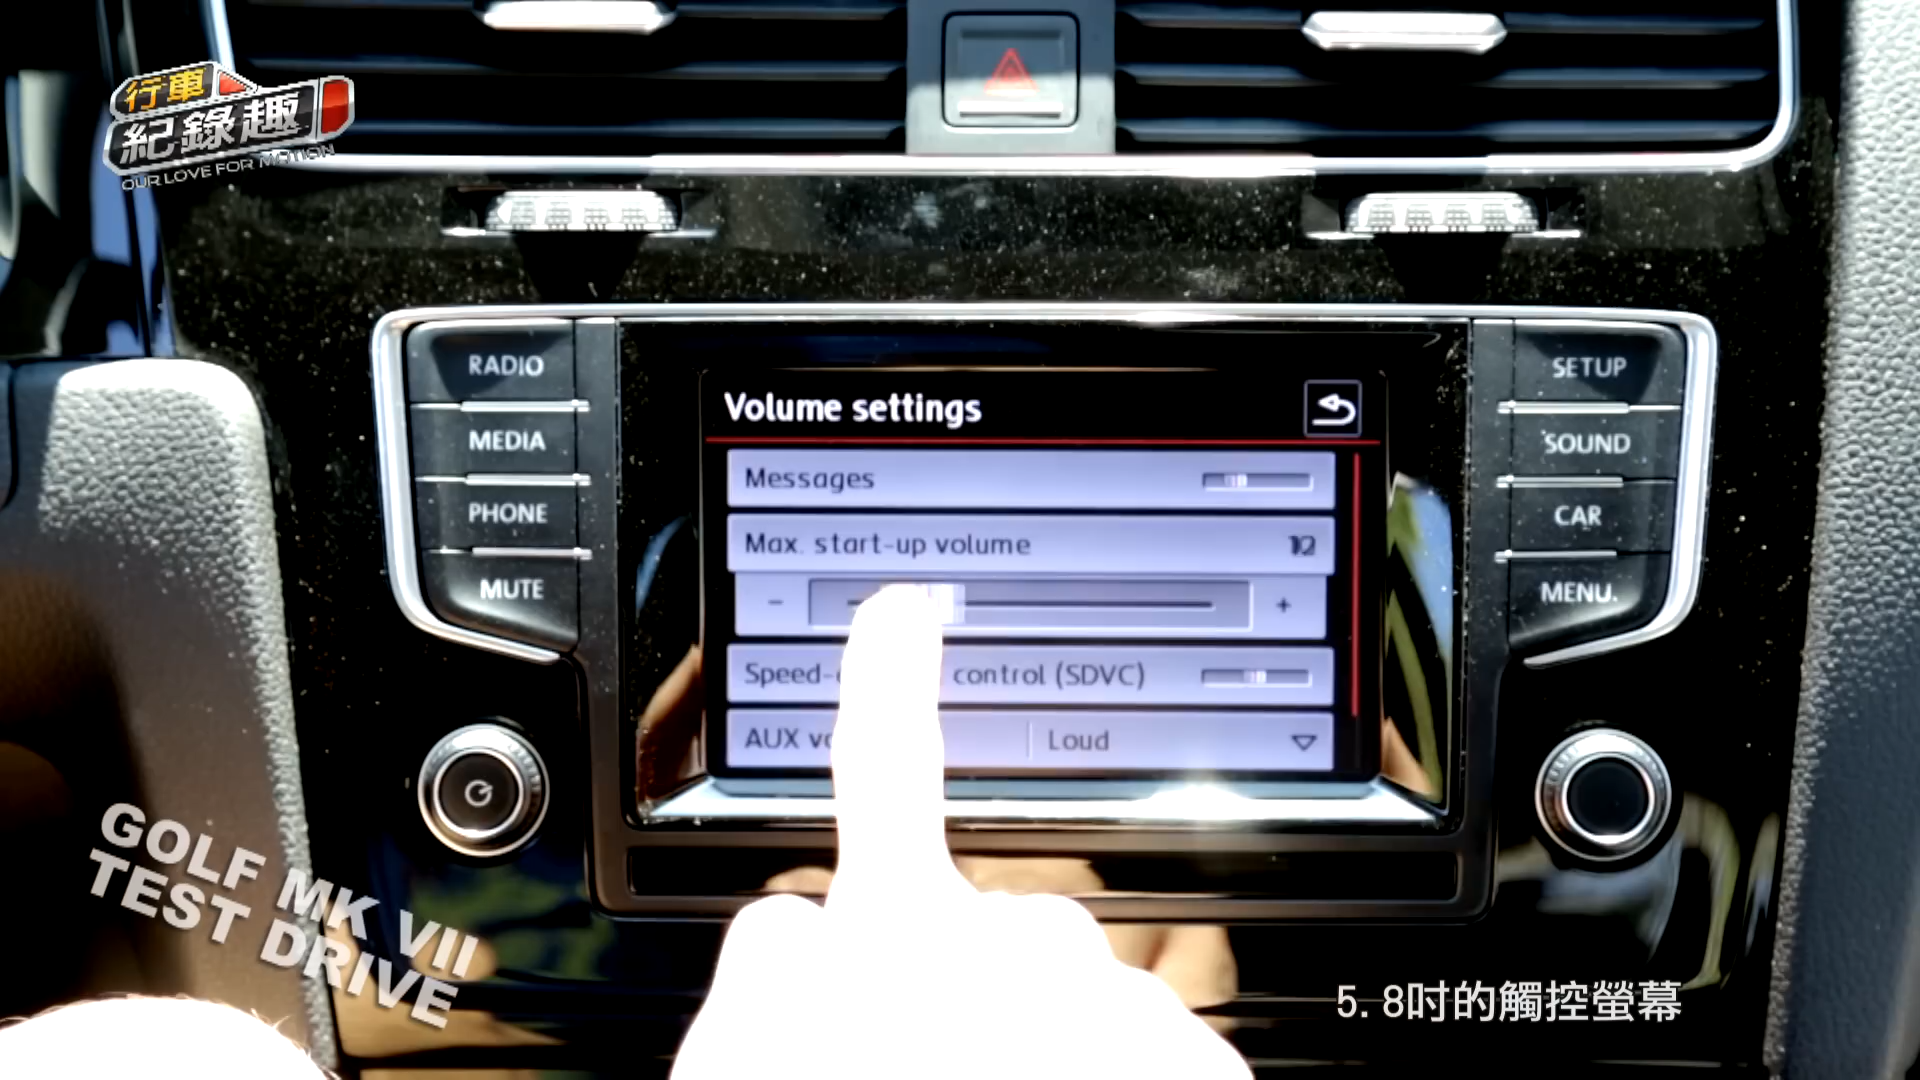 行車
紀錄趣
OUR LOVE FOR MOTION
RADIO
MEDIA
PHONE
MUTE
Volume settings
Messages
Max. start-up volume
Speed- control (SDVC)
AUX Loud
SETUP
SOUND
CAR
MENU
GOLF MK VII
TEST DRIVE
5.8吋的觸控螢幕